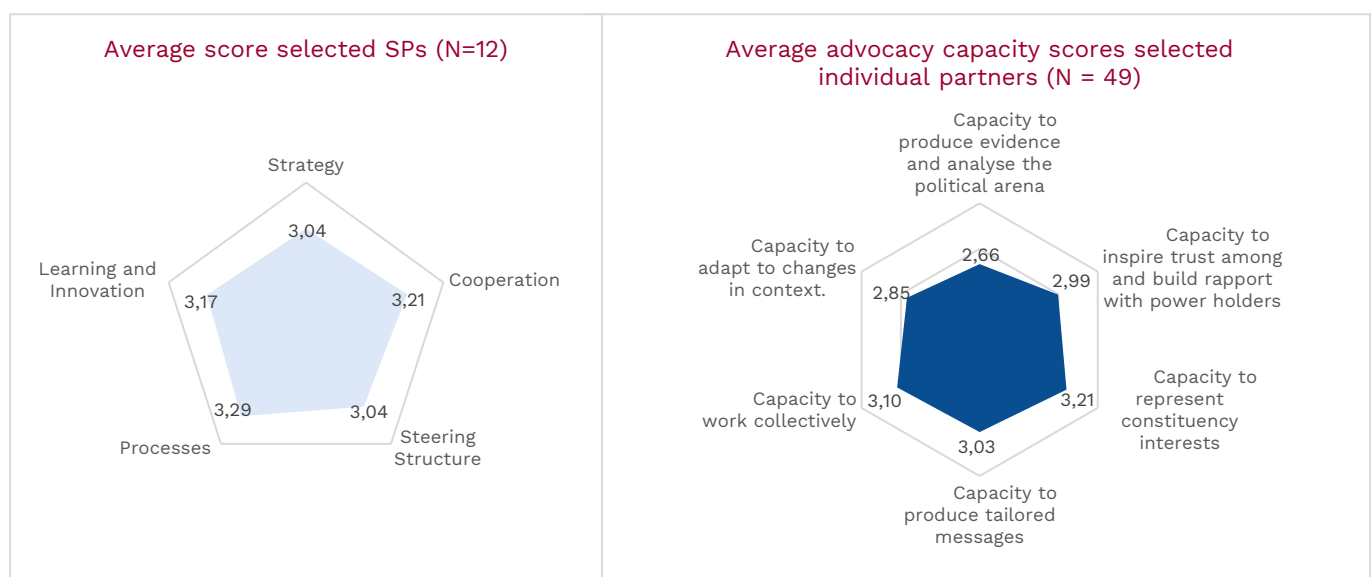 Average score selected SPs (N=12)
Strategy
3,04
Cooperation
3,21
Steering
Structure
3,04
Processes
3,29
Learning and
Innovation
3,17
Average advocacy capacity scores selected
individual partners (N = 49)
Capacity to
produce evidence
and analyse the
political arena
2,66
Capacity to
inspire trust among
and build rapport
with power holders
2,99
Capacity to
represent
constituency
interests
3,21
Capacity to
produce tailored
messages
3,03
Capacity to
work collectively
3,10
Capacity to
adapt to changes
in context.
2,85